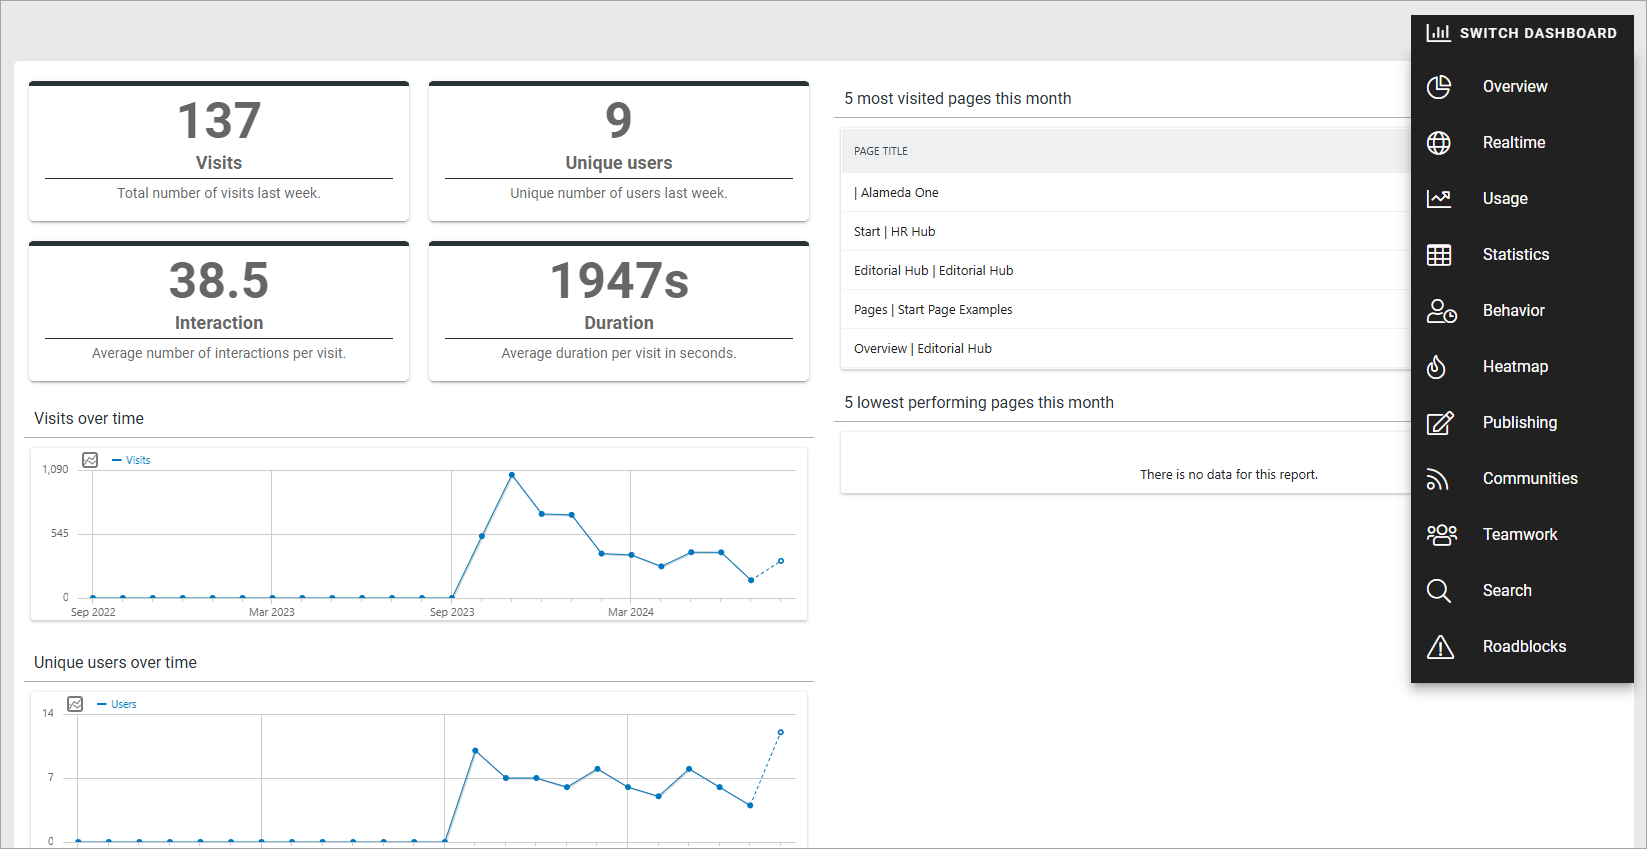 SWITCH DASHBOARD
Overview
Realtime
Usage
Statistics
Behavior
Heatmap
Publishing
Communities
Teamwork
Search
Roadblocks
137
Visits
Total number of visits last week.
9
Unique users
Unique number of users last week.
38.5
Interaction
Average number of interactions per visit.
1947s
Duration
Average duration per visit in seconds.
Visits over time
Visits
1,090
545
0
Sep 2022
Mar 2023
Sep 2023
Mar 2024
Unique users over time
Users
14
7
0
5 most visited pages this month
PAGE TITLE
| Alameda One
Start | HR Hub
Editorial Hub | Editorial Hub
Pages | Start Page Examples
Overview | Editorial Hub
5 lowest performing pages this month
There is no data for this report.